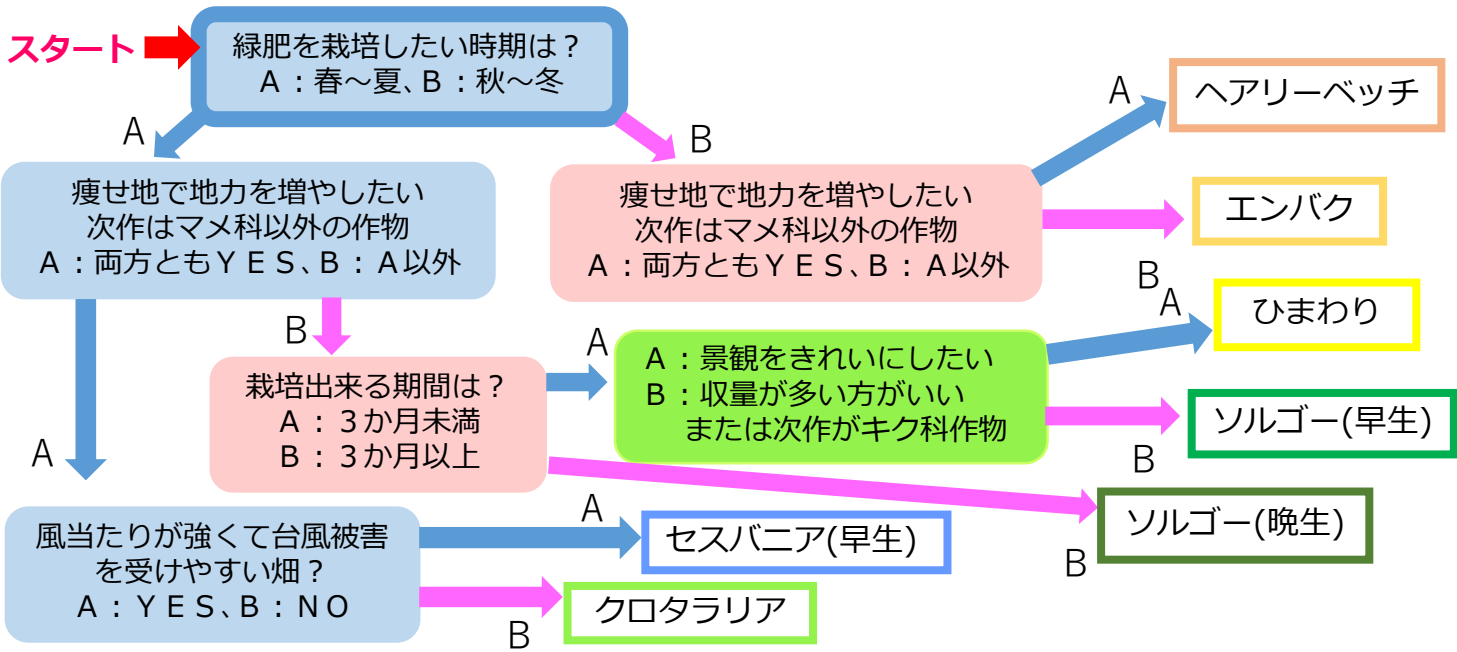 スタート
緑肥を栽培したい時期は？
Ａ：春～夏、Ｂ：秋～冬
A
B
痩せ地で地力を増やしたい
次作はマメ科以外の作物
Ａ：両方ともＹＥＳ、Ｂ：Ａ以外
痩せ地で地力を増やしたい
次作はマメ科以外の作物
Ａ：両方ともＹＥＳ、Ｂ：Ａ以外
A
ヘアリーベッチ
B
エンバク
B
栽培出来る期間は？
Ａ：３か月未満
Ｂ：３か月以上
A
Ａ：景観をきれいにしたい
Ｂ：収量が多い方がいい
または次作がキク科作物
A
ひまわり
B
ソルゴー(早生)
B
ソルゴー(晩生)
A
風当たりが強くて台風被害
を受けやすい畑？
Ａ：ＹＥＳ、Ｂ：ＮＯ
A
セスバニア(早生)
B
クロタラリア